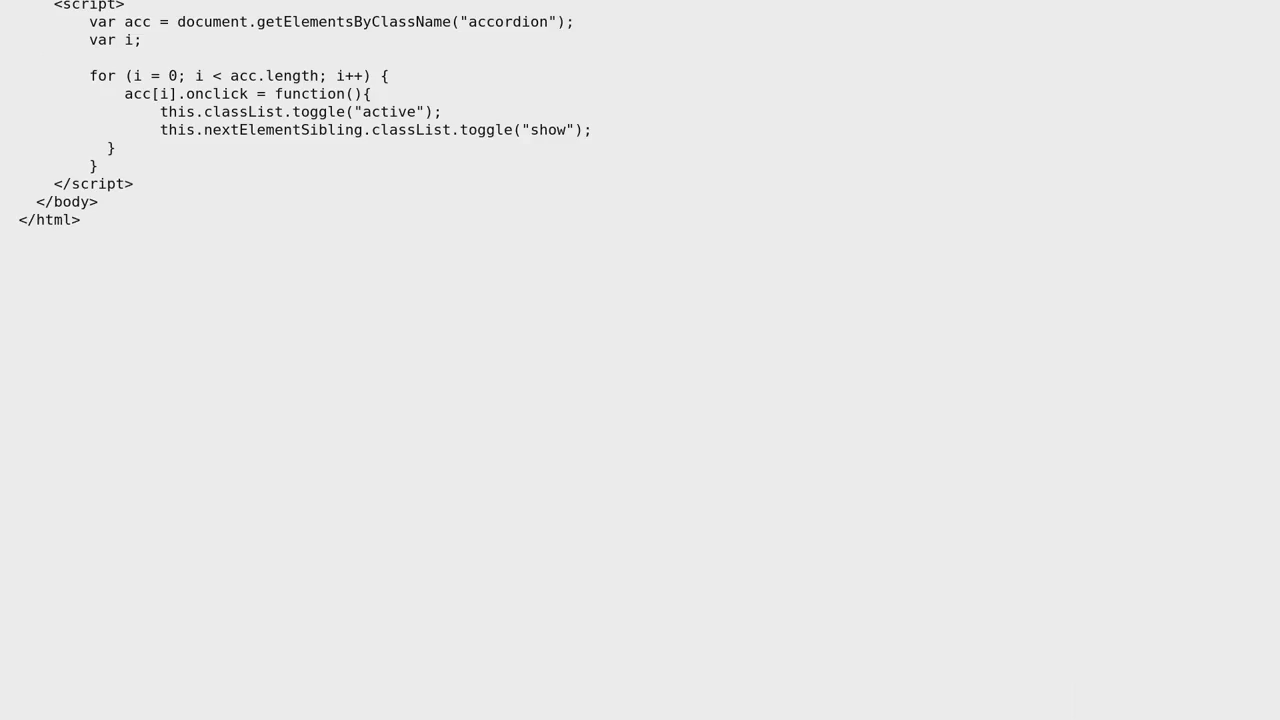 <script>
var acc = document.getElementsByClassName("accordion");
var i;
for (i = 0; i < acc.length; i++) {
acc[i].onclick = function(){
this.classList.toggle("active");
this.nextElementSibling.classList.toggle("show");
}
}
</script>
</body>
</html>